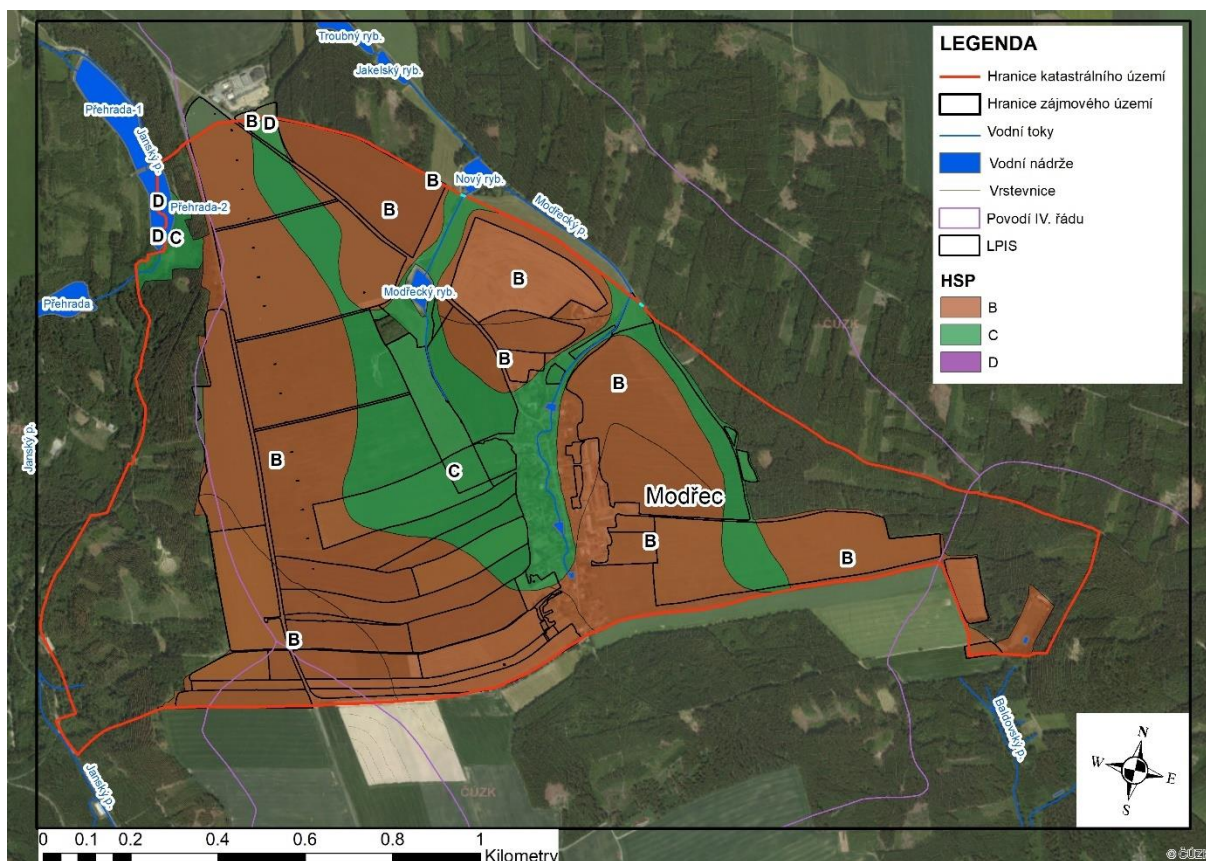 Troubný ryb.
Jakelský ryb.
Přehrada-1
Janský p.
B
D
Nový ryb.
B
Modřecký p.
D
Přehrada-2
B
D
C
B
Modřecký ryb.
Přehrada
ČÚZK
B
B
Janský p.
B
C
Modřec
B
B
B
Baldovský p.
Janský p.
ČÚZK
LEGENDA
Hranice katastrálního území
Hranice zájmového území
Vodní toky
Vodní nádrže
Vrstevnice
Povodí IV. řádu
LPIS
HSP
B
C
D
N
W
E
S
0 0.1 0.2 0.4 0.6 0.8 1
Kilometry
© ČÚZK